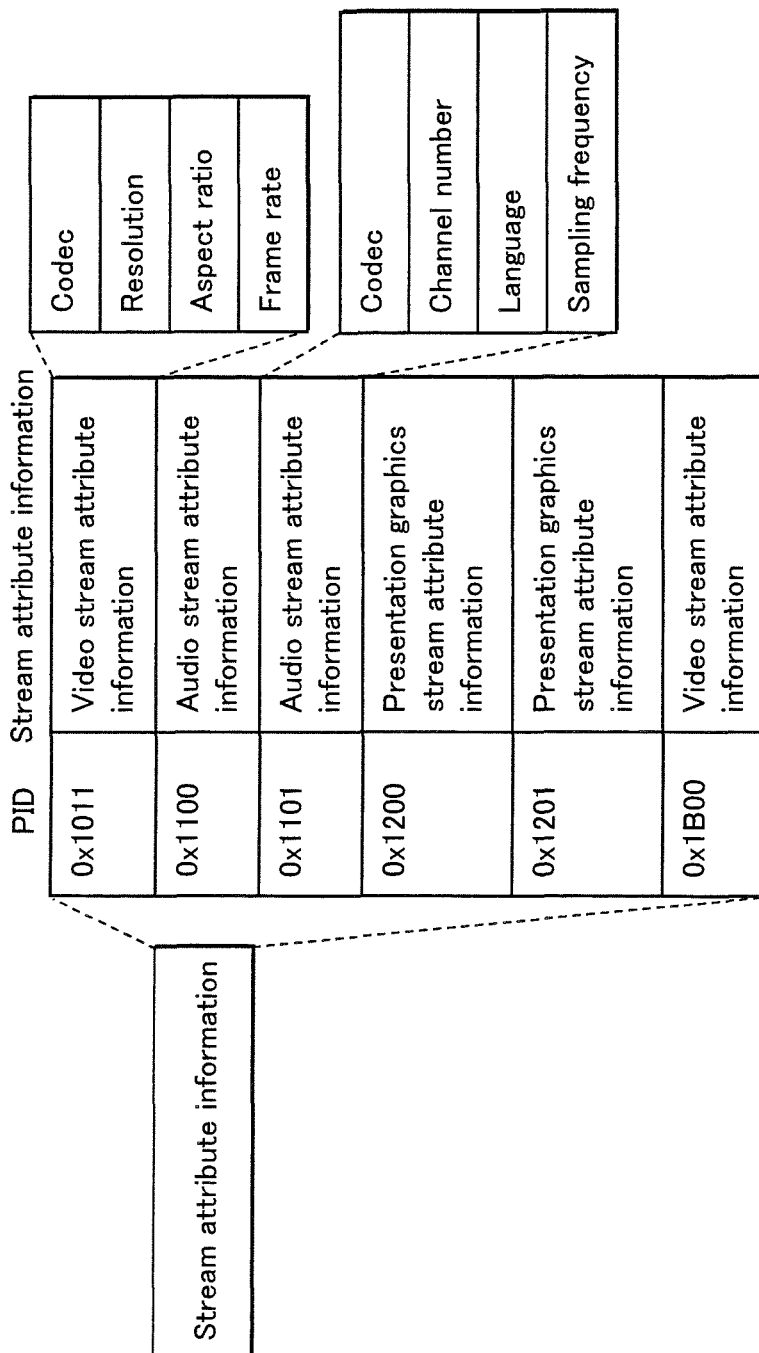 Stream attribute information
PID
Stream attribute information
0x1011
Video stream attribute
information
0x1100
Audio stream attribute
information
0x1101
Audio stream attribute
information
0x1200
Presentation graphics
stream attribute
information
0x1201
Presentation graphics
stream attribute
information
0x1B00
Video stream attribute
information
Codec
Resolution
Aspect ratio
Frame rate
Codec
Channel number
Language
Sampling frequency